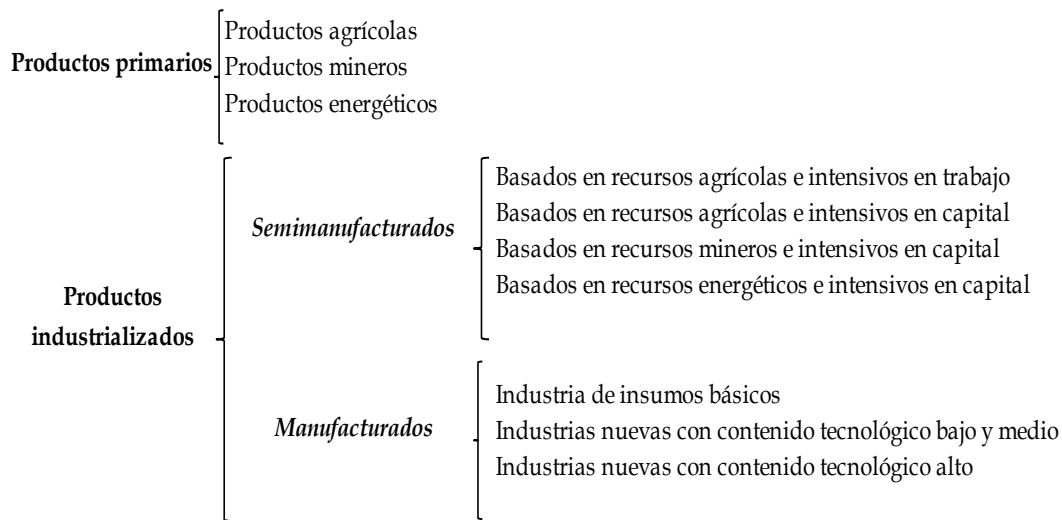 Productos primarios
Productos agrícolas
Productos mineros
Productos energéticos
Productos
industrializados
Semimanufacturados
Basados en recursos agrícolas e intensivos en trabajo
Basados en recursos agrícolas e intensivos en capital
Basados en recursos mineros e intensivos en capital
Basados en recursos energéticos e intensivos en capital
Manufacturados
Industria de insumos básicos
Industrias nuevas con contenido tecnológico bajo y medio
Industrias nuevas con contenido tecnológico alto